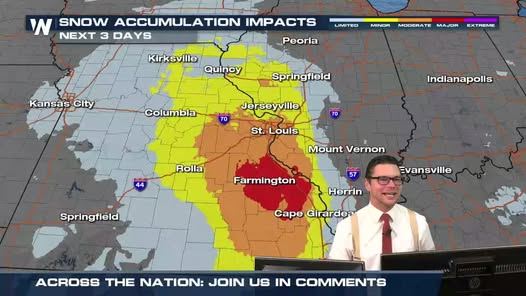 W
SNOW ACCUMULATION IMPACTS
LIMITED MINOR MODERATE MAJOR EXTREME
NEXT 3 DAYS
Peoria
Kirksville
Quincy
Springfield
Indianapolis
Kansas City
Columbia
Jerseyville
70
70
St. Louis
Mount Vernon
Rolla
Evansville
44
Farmington
57
Herrin
Springfield
Cape Girardea
ACROSS THE NATION: JOIN US IN COMMENTS